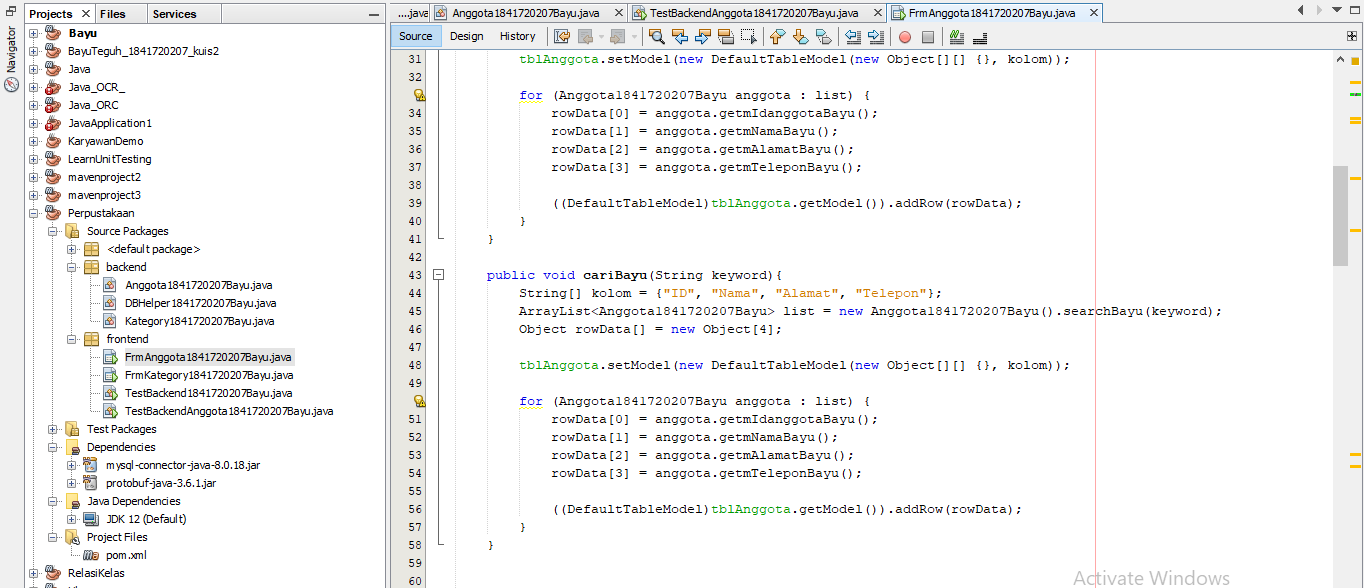 Navigator
Projects
Files
Services
Bayu
BayuTeguh_1841720207_kuis2
Java
Java_OCR_
Java_ORC
JavaApplication1
KaryawanDemo
LearnUnitTesting
mavenproject2
mavenproject3
Perpustakaan
Source Packages
<default package>
backend
Anggota1841720207Bayu.java
DBHelper1841720207Bayu.java
Kategory1841720207Bayu.java
frontend
FrmAnggota1841720207Bayu.java
FrmKategory1841720207Bayu.java
TestBackend1841720207Bayu.java
TestBackendAnggota1841720207Bayu.java
Test Packages
Dependencies
mysql-connector-java-8.0.18.jar
protobuf-java-3.6.1.jar
Java Dependencies
JDK 12 (Default)
Project Files
pom.xml
RelasiKelas
....java
Anggota1841720207Bayu.java
TestBackendAnggota1841720207Bayu.java
FrmAnggota1841720207Bayu.java
Source Design History
31 tblAnggota.setModel(new DefaultTableModel(new Object[][] {}, kolom));
32
for (Anggota1841720207Bayu anggota : list) {
34 rowData[0] = anggota.getmIdanggotaBayu();
35 rowData[1] = anggota.getmNamaBayu();
36 rowData[2] = anggota.getmAlamatBayu();
37 rowData[3] = anggota.getmTeleponBayu();
38
39 ((DefaultTableModel)tblAnggota.getModel()).addRow(rowData);
40 }
41 }
42
43 public void cariBayu(String keyword){
44 String[] kolom = {"ID", "Nama", "Alamat", "Telepon"};
45 ArrayList<Anggota1841720207Bayu> list = new Anggota1841720207Bayu().searchBayu(keyword);
46 Object rowData[] = new Object[4];
47
48 tblAnggota.setModel(new DefaultTableModel(new Object[][] {}, kolom));
49
for (Anggota1841720207Bayu anggota : list) {
51 rowData[0] = anggota.getmIdanggotaBayu();
52 rowData[1] = anggota.getmNamaBayu();
53 rowData[2] = anggota.getmAlamatBayu();
54 rowData[3] = anggota.getmTeleponBayu();
55
56 ((DefaultTableModel)tblAnggota.getModel()).addRow(rowData);
57 }
58 }
59
60
Activate Windows